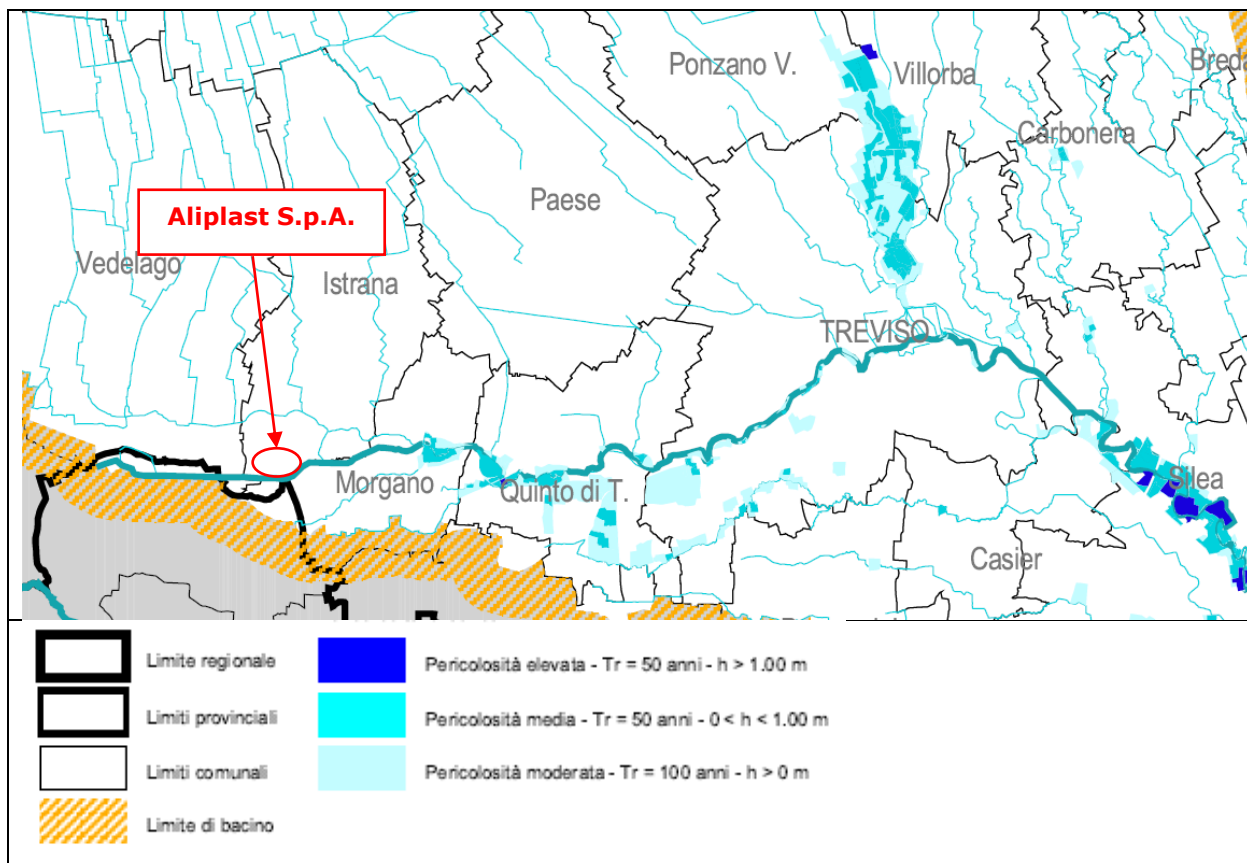 Ponzano V.
Villorba
Breda
Carbonera
Aliplast S.p.A.
Paese
Vedelago
Istrana
TREVISO
Morgano
Quinto di T.
Silea
Casier
Limite regionale
Pericolosità elevata - Tr = 50 anni - h > 1.00 m
Limiti provinciali
Pericolosità media - Tr = 50 anni - 0 < h < 1.00 m
Limiti comunali
Pericolosità moderata - Tr = 100 anni - h > 0 m
Limite di bacino